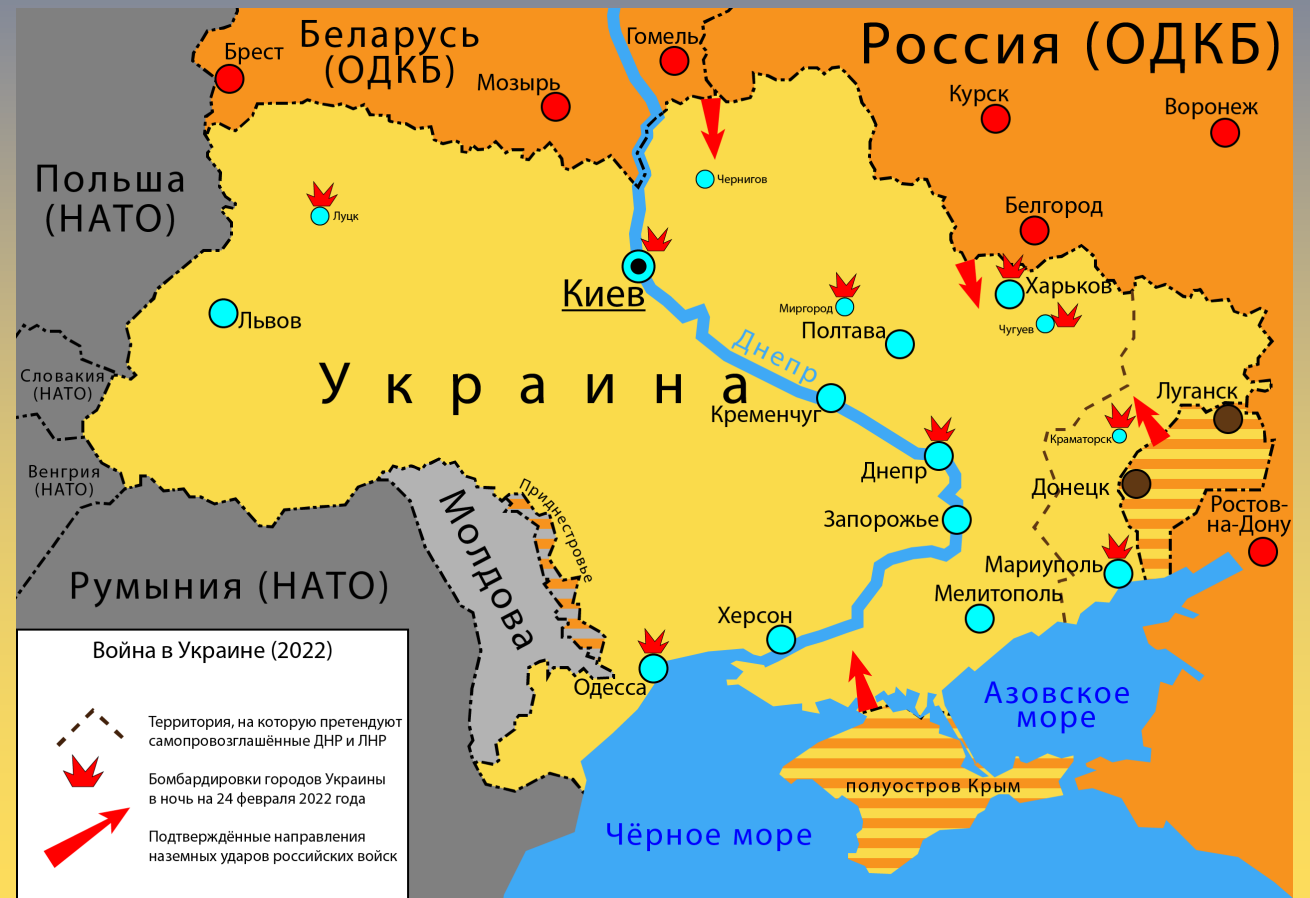 Беларусь
(ОДКБ)
Россия (ОДКБ)
Брест
Мозырь
Гомель
Курск
Воронеж
Белгород
Польша
(НАТО)
Луцк
Чернигов
Киев
Львов
Харьков
Чугуев
Миргород
Полтава
Днепр
Украина
Словакия
(НАТО)
Кременчуг
Луганск
Краматорск
Венгрия
(НАТО)
Днепр
Донецк
Приднестровье
Молдова
Запорожье
Ростов-
на-Дону
Румыния (НАТО)
Мариуполь
Мелитополь
Херсон
Одесса
Азовское
море
полуостров Крым
Чёрное море
Война в Украине (2022)
Территория, на которую претендуют
самопровозглашённые ДНР и ЛНР
Бомбардировки городов Украины
в ночь на 24 февраля 2022 года
Подтверждённые направления
наземных ударов российских войск